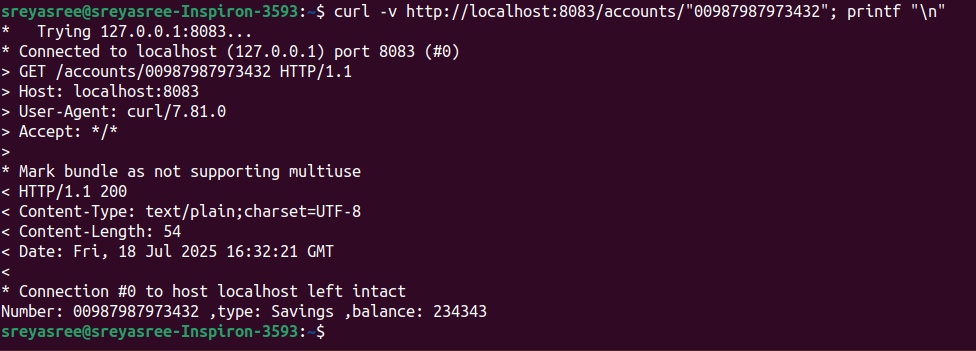 sreyasree@sreyasree-Inspiron-3593:~$ curl -v http://localhost:8083/accounts/"00987987973432"; printf "\n"
*   Trying 127.0.0.1:8083...
* Connected to localhost (127.0.0.1) port 8083 (#0)
> GET /accounts/00987987973432 HTTP/1.1
> Host: localhost:8083
> User-Agent: curl/7.81.0
> Accept: */*
>
* Mark bundle as not supporting multiuse
< HTTP/1.1 200
< Content-Type: text/plain;charset=UTF-8
< Content-Length: 54
< Date: Fri, 18 Jul 2025 16:32:21 GMT
<
* Connection #0 to host localhost left intact
Number: 00987987973432 ,type: Savings ,balance: 234343
sreyasree@sreyasree-Inspiron-3593:~$